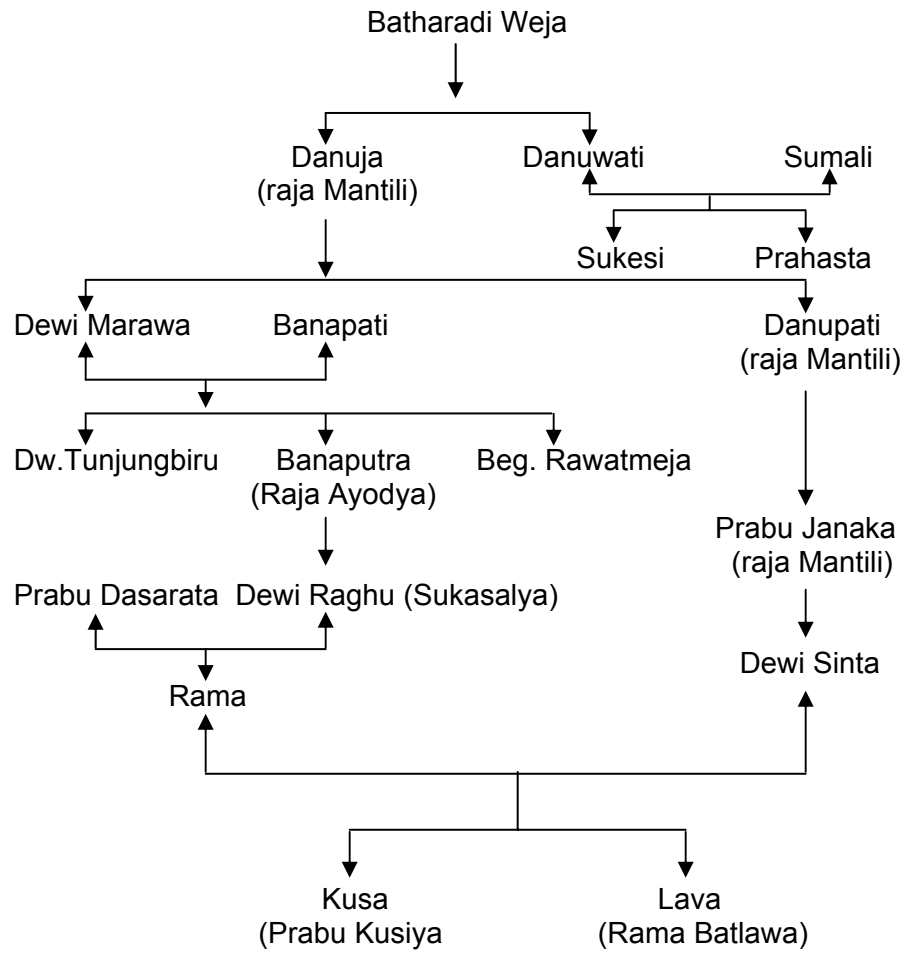 Batharadi Weja
Danuja Danuwati Sumali
(raja Mantili)
Sukesi Prahasta
Dewi Marawa Banapati Danupati
(raja Mantili)
Dw.Tunjungbiru Banaputra Beg. Rawatmeja
(Raja Ayodya)
Prabu Janaka
(raja Mantili)
Prabu Dasarata Dewi Raghu (Sukasalya)
Dewi Sinta
Rama
Kusa Lava
(Prabu Kusiya (Rama Batlawa)